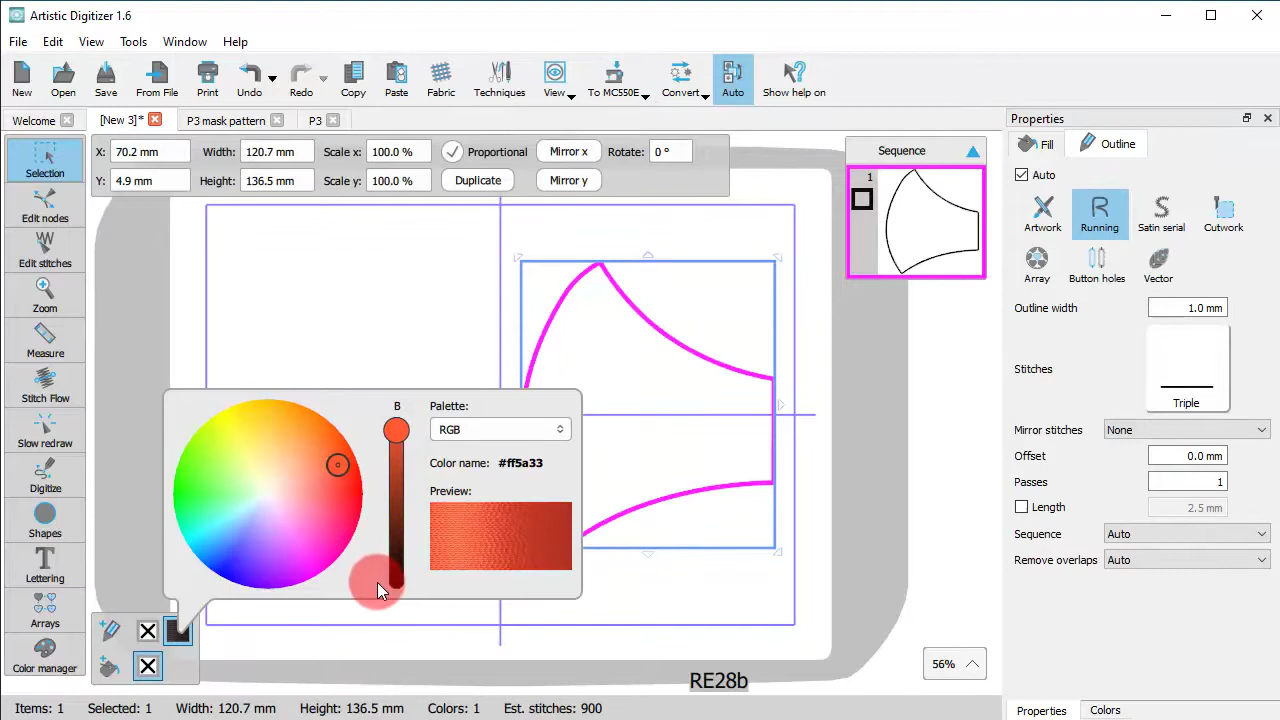 Artistic Digitizer 1.6
File Edit View Tools Window Help
New Open Save From File Print Undo Redo Copy Paste Fabric Techniques View To MC550E Convert Auto Show help on
Welcome [New 3]* P3 mask pattern P3
Selection
Edit nodes
Edit stitches
Zoom
Measure
Stitch Flow
Slow redraw
Digitize
Shapes
Lettering
Arrays
Color manager
X: 70.2 mm Width: 120.7 mm Scale x: 100.0 % Proportional Mirror x Rotate: 0 °
Y: 4.9 mm Height: 136.5 mm Scale y: 100.0 % Duplicate Mirror y
Sequence
1
B
Palette:
RGB
Color name: #ff5a33
Preview:
RE28b
56%
Properties
Fill Outline
Auto
Artwork Running Satin serial Cutwork
Array Button holes Vector
Outline width 1.0 mm
Stitches
Triple
Mirror stitches None
Offset 0.0 mm
Passes 1
Length 2.5 mm
Sequence Auto
Remove overlaps Auto
Properties Colors
Items: 1 Selected: 1 Width: 120.7 mm Height: 136.5 mm Colors: 1 Est. stitches: 900